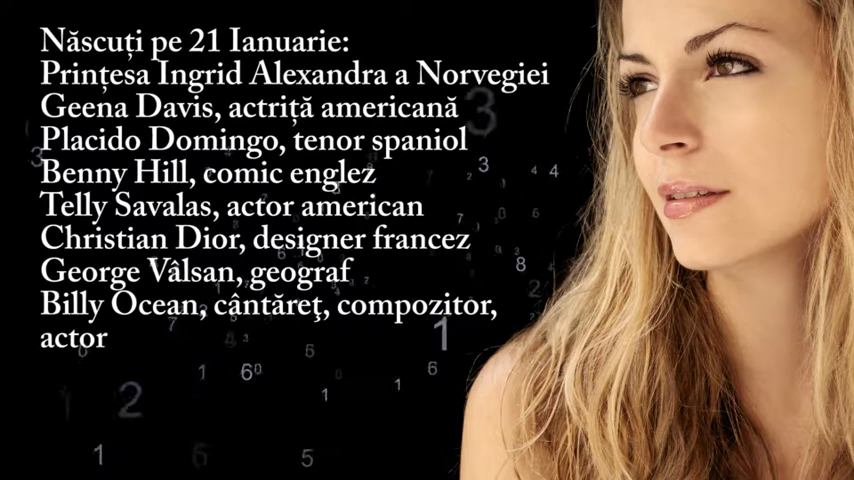 Născuți pe 21 Ianuarie:
Prințesa Ingrid Alexandra a Norvegiei
Geena Davis, actriță americană
Placido Domingo, tenor spaniol
Benny Hill, comic englez
Telly Savalas, actor american
Christian Dior, designer francez
George Vâlsan, geograf
Billy Ocean, cântăreţ, compozitor,
actor